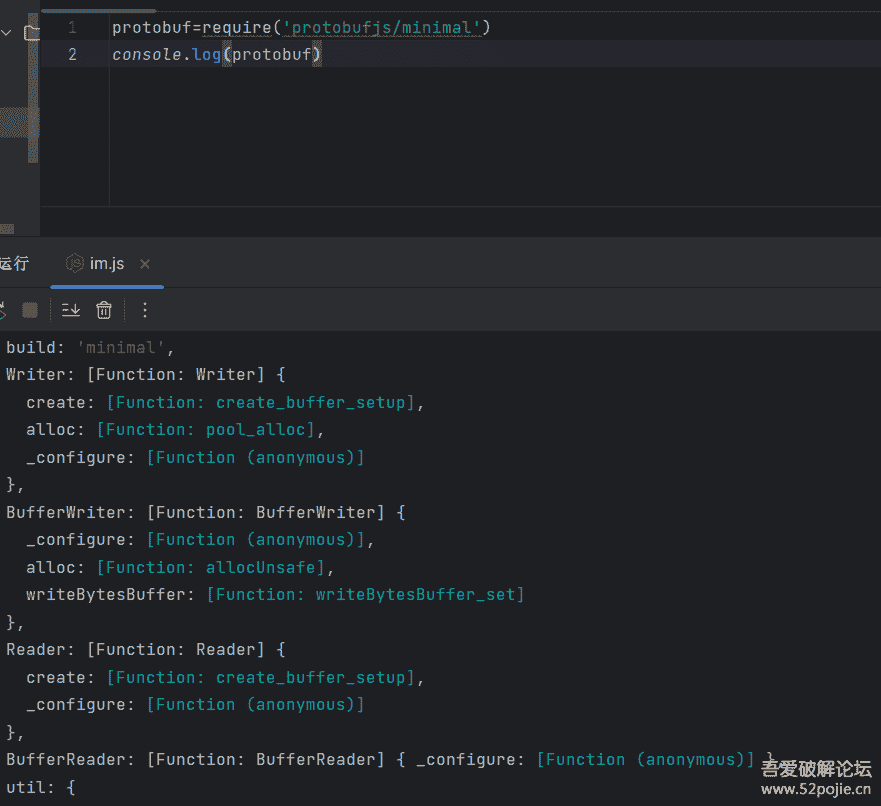 1 protobuf=require('protobufjs/minimal')
2 console.log(protobuf)
运行 im.js ×
build: 'minimal',
Writer: [Function: Writer] {
create: [Function: create_buffer_setup],
alloc: [Function: pool_alloc],
_configure: [Function (anonymous)]
},
BufferWriter: [Function: BufferWriter] {
_configure: [Function (anonymous)],
alloc: [Function: allocUnsafe],
writeBytesBuffer: [Function: writeBytesBuffer_set]
},
Reader: [Function: Reader] {
create: [Function: create_buffer_setup],
_configure: [Function (anonymous)]
},
BufferReader: [Function: BufferReader] { _configure: [Function (anonymous)] },
util: {
吾爱破解论坛
www.52pojie.cn